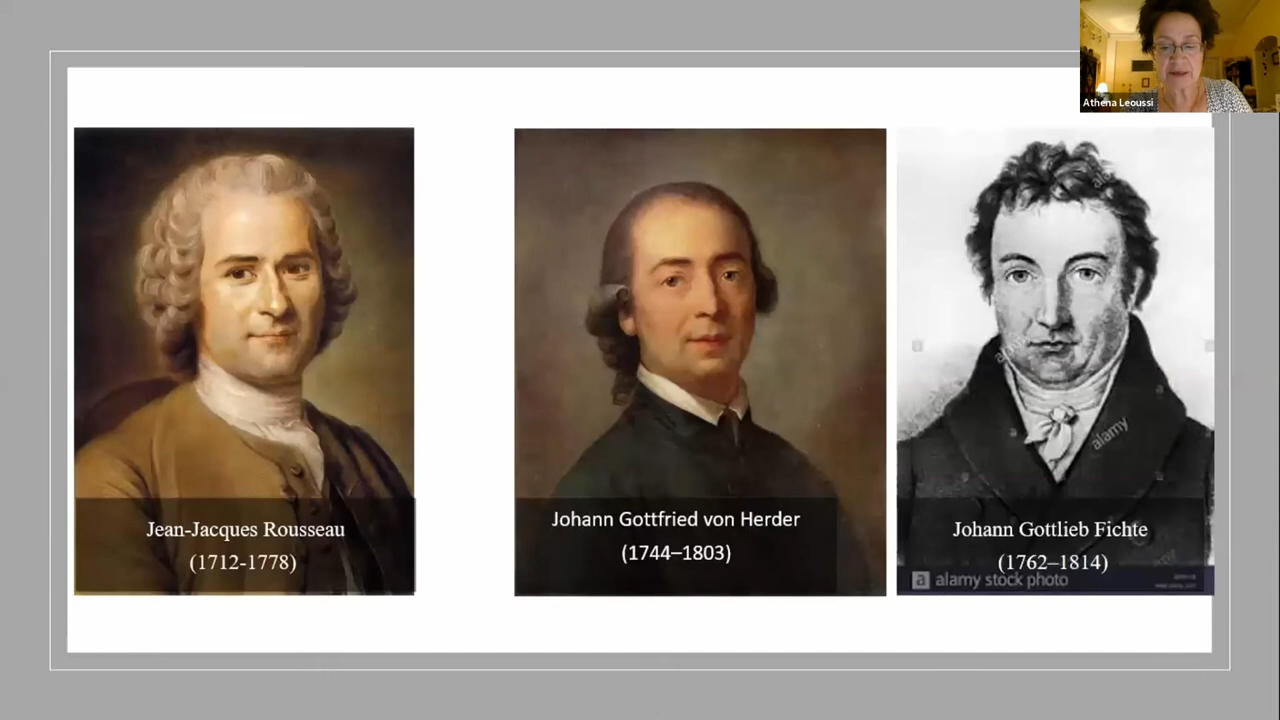 Athena Leoussi
Jean-Jacques Rousseau
(1712-1778)
Johann Gottfried von Herder
(1744–1803)
Johann Gottlieb Fichte
(1762–1814)
a alamy stock photo
alamy